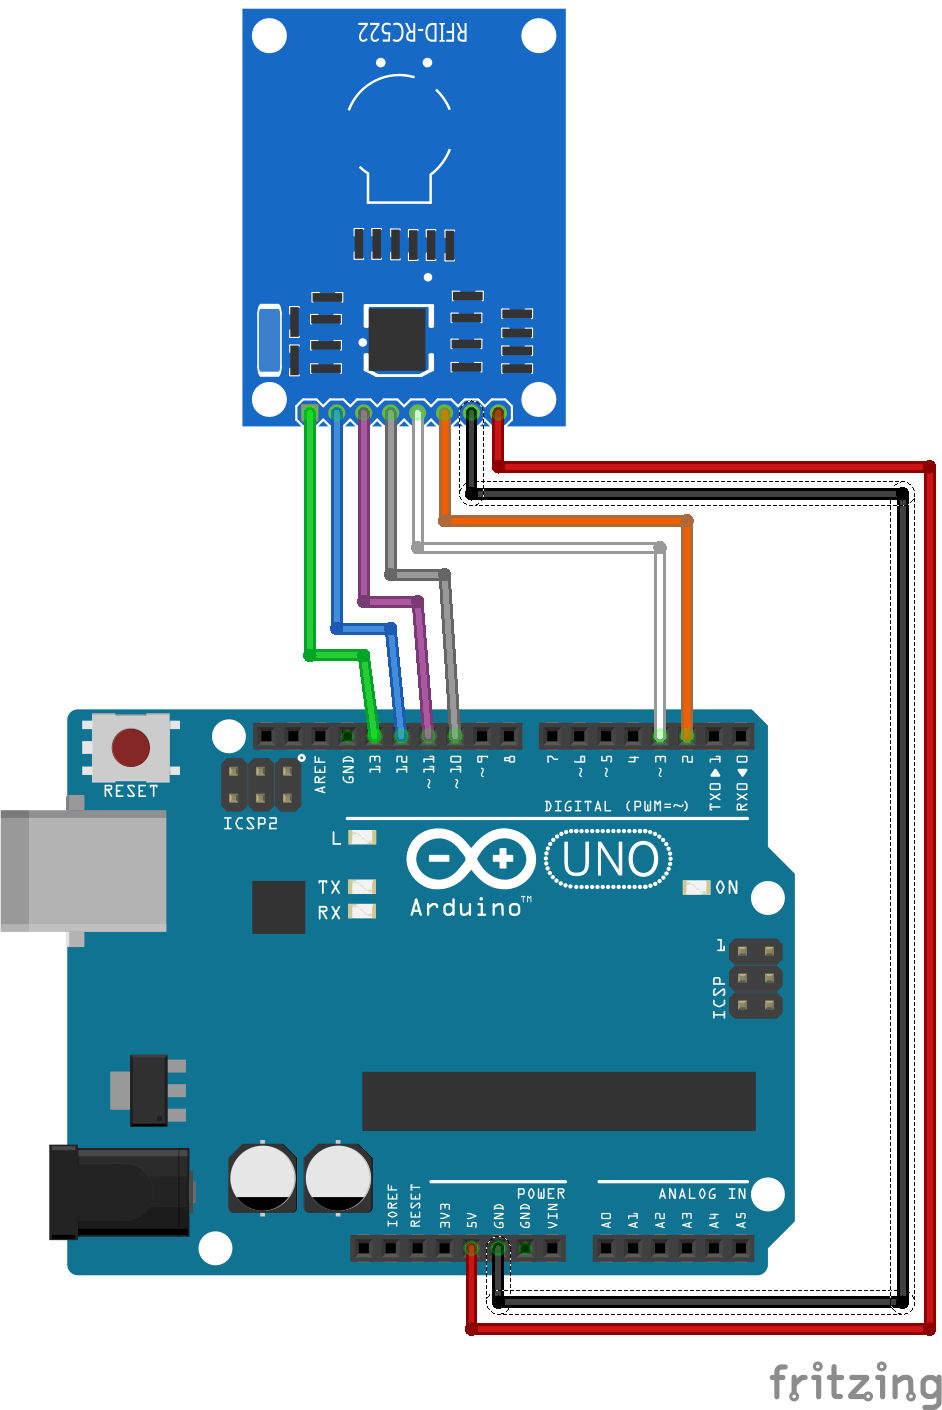 RFID-RC522
RESET
ICSP2
AREF
GND
13
12
~11
~10
~9
8
7
~6
~5
4
~3
2
TX0▶1
RX0◀0
DIGITAL (PWM=~)
L
TX
RX
Arduino™
UNO
ON
1
ICSP
IOREF
RESET
3V3
5V
GND
GND
VIN
POWER
A0
A1
A2
A3
A4
A5
ANALOG IN
fritzing